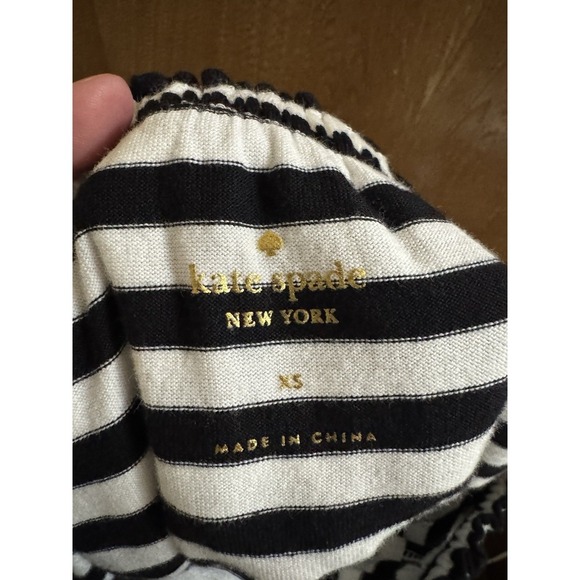 kate spade
NEW YORK
XS
MADE IN CHINA